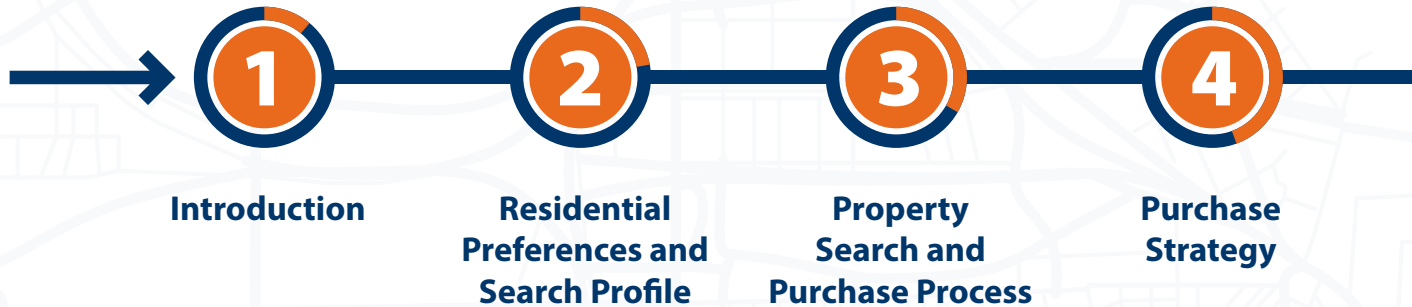 1
2
3
4
Introduction
Residential
Preferences and
Search Profile
Property
Search and
Purchase Process
Purchase
Strategy